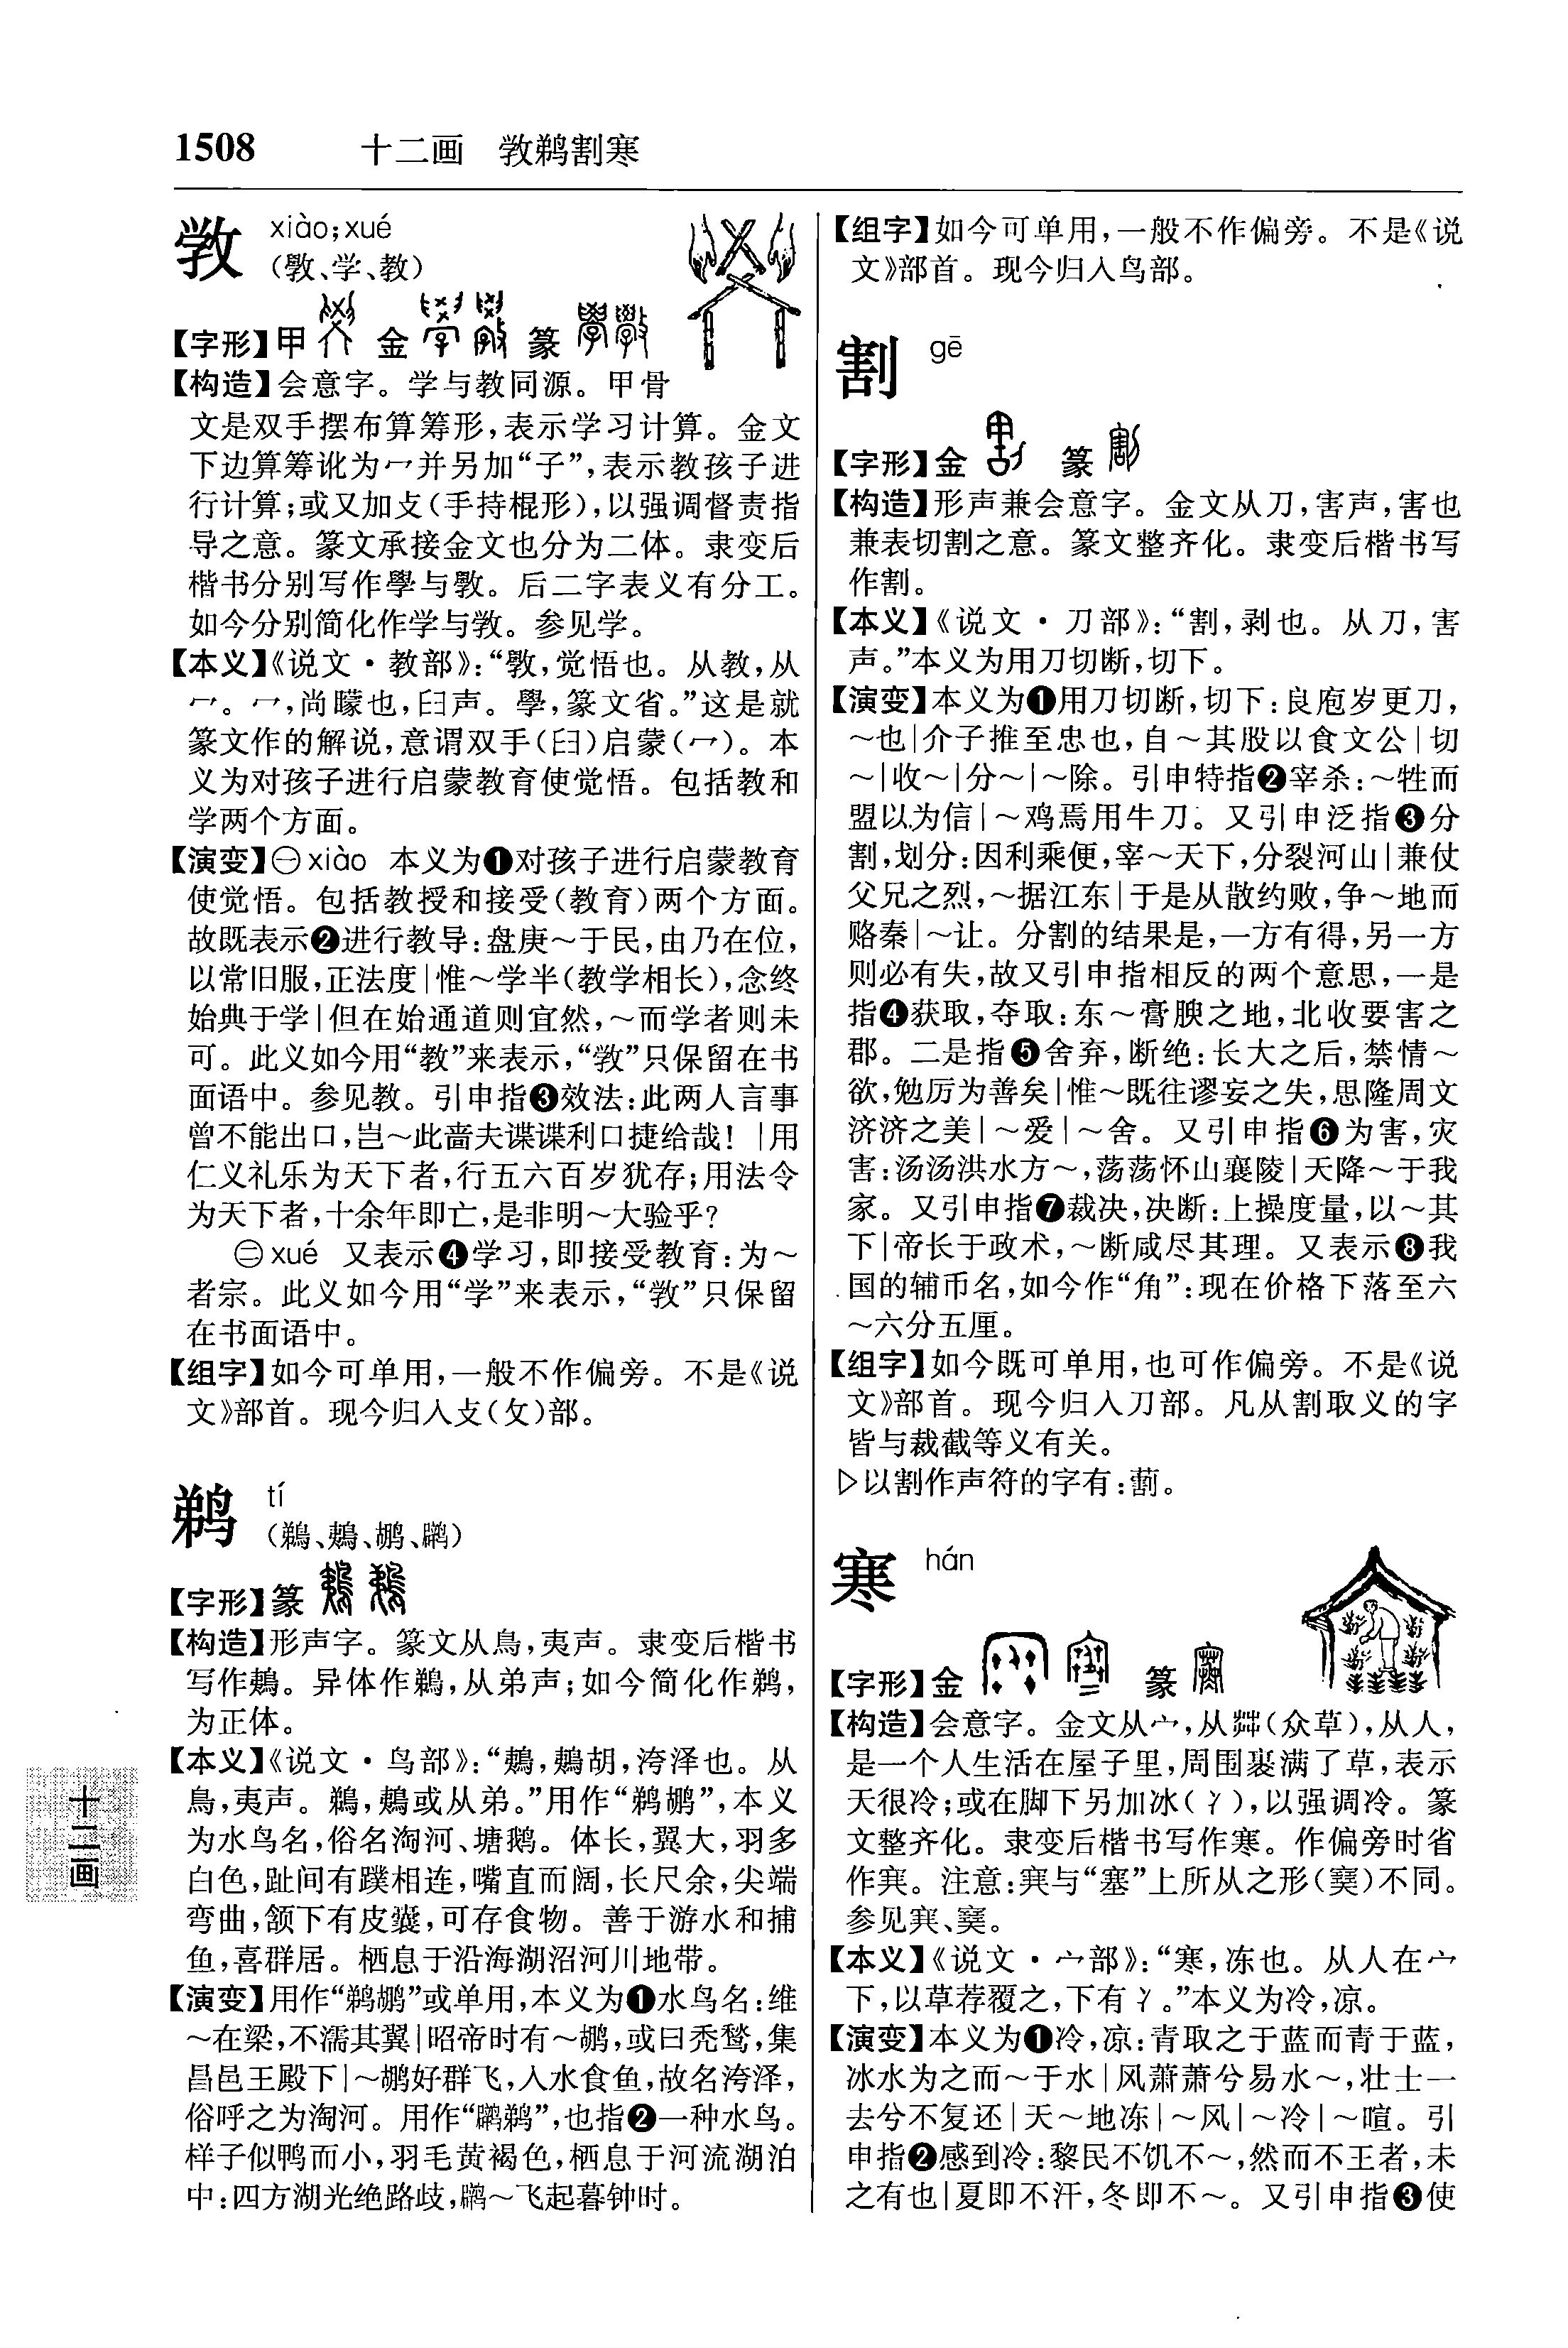 1508 十二画 敩鹈割寒
敩 xiào;xué
(斆、学、教)
【字形】甲 金 篆
【构造】会意字。学与教同源。甲骨
文是双手摆布算筹形,表示学习计算。金文
下边算筹讹为冖并另加“子”,表示教孩子进
行计算;或又加攴(手持棍形),以强调督责指
导之意。篆文承接金文也分为二体。隶变后
楷书分别写作學与斆。后二字表义有分工。
如今分别简化作学与敩。参见学。
【本义】《说文·教部》:“斆,觉悟也。从教,从
冖。冖,尚矇也,臼声。學,篆文省。”这是就
篆文作的解说,意谓双手(臼)启蒙(冖)。本
义为对孩子进行启蒙教育使觉悟。包括教和
学两个方面。
【演变】㊀xiào 本义为❶对孩子进行启蒙教育
使觉悟。包括教授和接受(教育)两个方面。
故既表示❷进行教导:盘庚~于民,由乃在位,
以常旧服,正法度|惟~学半(教学相长),念终
始典于学|但在始通道则宜然,~而学者则未
可。此义如今用“教”来表示,“敩”只保留在书
面语中。参见教。引申指❸效法:此两人言事
曾不能出口,岂~此啬夫谍谍利口捷给哉!|用
仁义礼乐为天下者,行五六百岁犹存;用法令
为天下者,十余年即亡,是非明~大验乎?
㊁xué 又表示❹学习,即接受教育:为~
者宗。此义如今用“学”来表示,“敩”只保留
在书面语中。
【组字】如今可单用,一般不作偏旁。不是《说
文》部首。现今归入攴(攵)部。
鹈 tí
(鵜、鴺、鹕、鷉)
【字形】篆
【构造】形声字。篆文从鳥,夷声。隶变后楷书
写作鴺。异体作鵜,从弟声;如今简化作鹈,
为正体。
【本义】《说文·鸟部》:“鴺,鴺胡,洿泽也。从
鳥,夷声。鵜,鴺或从弟。”用作“鹈鹕”,本义
为水鸟名,俗名淘河、塘鹅。体长,翼大,羽多
白色,趾间有蹼相连,嘴直而阔,长尺余,尖端
弯曲,颔下有皮囊,可存食物。善于游水和捕
鱼,喜群居。栖息于沿海湖沼河川地带。
【演变】用作“鹈鹕”或单用,本义为❶水鸟名:维
~在梁,不濡其翼|昭帝时有~鹕,或曰秃鹙,集
昌邑王殿下|~鹕好群飞,入水食鱼,故名洿泽,
俗呼之为淘河。用作“䴙鹈”,也指❷一种水鸟。
样子似鸭而小,羽毛黄褐色,栖息于河流湖泊
中:四方湖光绝路歧,䴙~飞起暮钟时。
【组字】如今可单用,一般不作偏旁。不是《说
文》部首。现今归入鸟部。
割 gē
【字形】金 篆
【构造】形声兼会意字。金文从刀,害声,害也
兼表切割之意。篆文整齐化。隶变后楷书写
作割。
【本义】《说文·刀部》:“割,剥也。从刀,害
声。”本义为用刀切断,切下。
【演变】本义为❶用刀切断,切下:良庖岁更刀,
~也|介子推至忠也,自~其股以食文公|切
~|收~|分~|~除。引申特指❷宰杀:~牲而
盟以为信|~鸡焉用牛刀。又引申泛指❸分
割,划分:因利乘便,宰~天下,分裂河山|兼仗
父兄之烈,~据江东|于是从散约败,争~地而
赂秦|~让。分割的结果是,一方有得,另一方
则必有失,故又引申指相反的两个意思,一是
指❹获取,夺取:东~膏腴之地,北收要害之
郡。二是指❺舍弃,断绝:长大之后,禁情~
欲,勉厉为善矣|惟~既往谬妄之失,思隆周文
济济之美|~爱|~舍。又引申指❻为害,灾
害:汤汤洪水方~,荡荡怀山襄陵|天降~于我
家。又引申指❼裁决,决断:上操度量,以~其
下|帝长于政术,~断咸尽其理。又表示❽我
国的辅币名,如今作“角”:现在价格下落至六
~六分五厘。
【组字】如今既可单用,也可作偏旁。不是《说
文》部首。现今归入刀部。凡从割取义的字
皆与裁截等义有关。
▷以割作声符的字有:㔕。
寒 hán
【字形】金 篆
【构造】会意字。金文从宀,从茻(众草),从人,
是一个人生活在屋子里,周围裹满了草,表示
天很冷;或在脚下另加冰(冫),以强调冷。篆
文整齐化。隶变后楷书写作寒。作偏旁时省
作𡨄。注意:𡨄与“塞”上所从之形(㥶)不同。
参见𡨄、㥶。
【本义】《说文·宀部》:“寒,冻也。从人在宀
下,以草荐覆之,下有冫。”本义为冷,凉。
【演变】本义为❶冷,凉:青取之于蓝而青于蓝,
冰水为之而~于水|风萧萧兮易水~,壮士一
去兮不复还|天~地冻|~风|~冷|~暄。引
申指❷感到冷:黎民不饥不~,然而不王者,未
之有也|夏即不汗,冬即不~。又引申指❸使
十二画